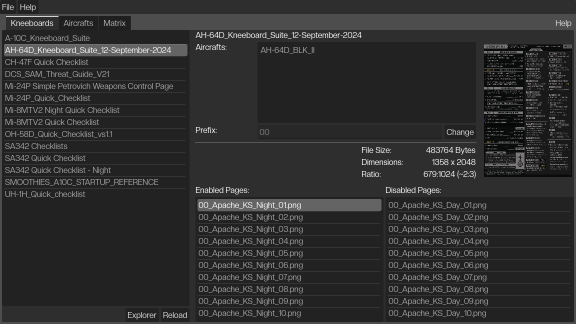 File Help
Kneeboards Aircrafts Matrix Help
A-10C_Kneeboard_Suite
AH-64D_Kneeboard_Suite_12-September-2024
CH-47F Quick Checklist
DCS_SAM_Threat_Guide_V21
Mi-24P Simple Petrovich Weapons Control Page
Mi-24P_Quick_Checklist
Mi-8MTV2 Night Quick Checklist
Mi-8MTV2 Quick Checklist
OH-58D_Quick_Checklist_vs1.1
SA342 Checklists
SA342 Quick Checklist
SA342 Quick Checklist - Night
SMOOTHIES_A10C_STARTUP_REFERENCE
UH-1H_Quick_checklist
Explorer Reload
AH-64D_Kneeboard_Suite_12-September-2024
Aircrafts: AH-64D_BLK_II
Prefix: 00 Change
File Size: 483764 Bytes
Dimensions: 1358 x 2048
Ratio: 679:1024 (~2:3)
Enabled Pages:
00_Apache_KS_Night_01.png
00_Apache_KS_Night_02.png
00_Apache_KS_Night_03.png
00_Apache_KS_Night_04.png
00_Apache_KS_Night_05.png
00_Apache_KS_Night_06.png
00_Apache_KS_Night_07.png
00_Apache_KS_Night_08.png
00_Apache_KS_Night_09.png
00_Apache_KS_Night_10.png
Disabled Pages:
00_Apache_KS_Day_01.png
00_Apache_KS_Day_02.png
00_Apache_KS_Day_03.png
00_Apache_KS_Day_04.png
00_Apache_KS_Day_05.png
00_Apache_KS_Day_06.png
00_Apache_KS_Day_07.png
00_Apache_KS_Day_08.png
00_Apache_KS_Day_09.png
00_Apache_KS_Day_10.png